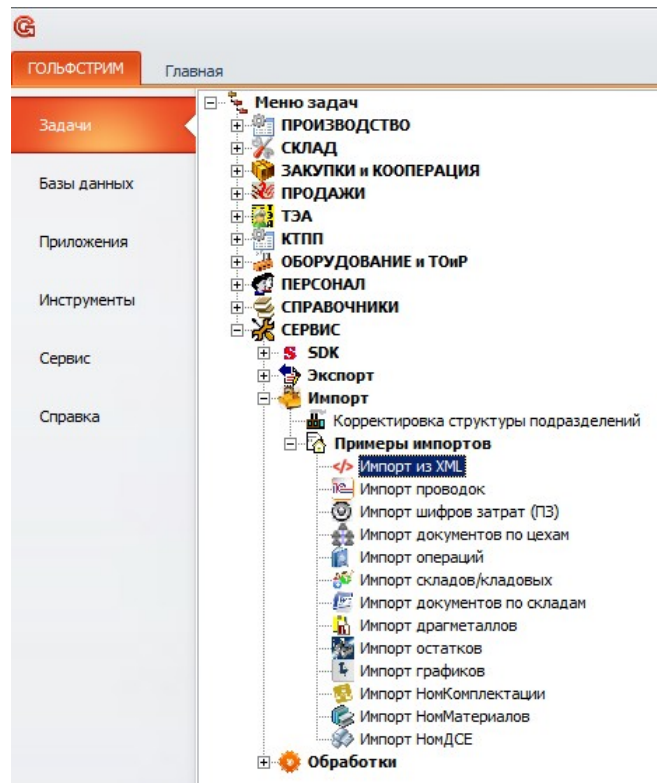 G
ГОЛЬФСТРИМ Главная
Задачи
Базы данных
Приложения
Инструменты
Сервис
Справка
Меню задач
ПРОИЗВОДСТВО
СКЛАД
ЗАКУПКИ и КООПЕРАЦИЯ
ПРОДАЖИ
ТЭА
КТПП
ОБОРУДОВАНИЕ и ТОиР
ПЕРСОНАЛ
СПРАВОЧНИКИ
СЕРВИС
S SDK
Экспорт
Импорт
Корректировка структуры подразделений
Примеры импортов
</> Импорт из XML
Импорт проводок
Импорт шифров затрат (ПЗ)
Импорт документов по цехам
Импорт операций
Импорт складов/кладовых
Импорт документов по складам
Импорт драгметаллов
Импорт остатков
Импорт графиков
Импорт НомКомплектации
Импорт НомМатериалов
Импорт НомДСЕ
Обработки